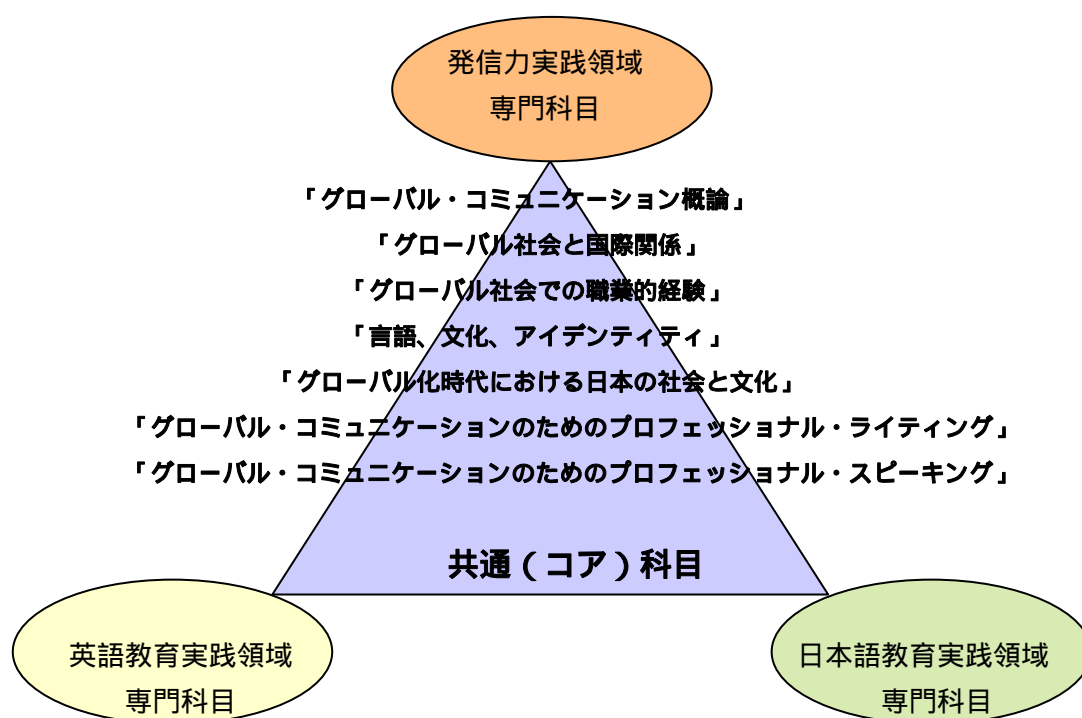 発信力実践領域
専門科目
「グローバル・コミュニケーション概論」
「グローバル社会と国際関係」
「グローバル社会での職業的経験」
「言語、文化、アイデンティティ」
「グローバル化時代における日本の社会と文化」
「グローバル・コミュニケーションのためのプロフェッショナル・ライティング」
「グローバル・コミュニケーションのためのプロフェッショナル・スピーキング」
共通（コア）科目
英語教育実践領域
専門科目
日本語教育実践領域
専門科目